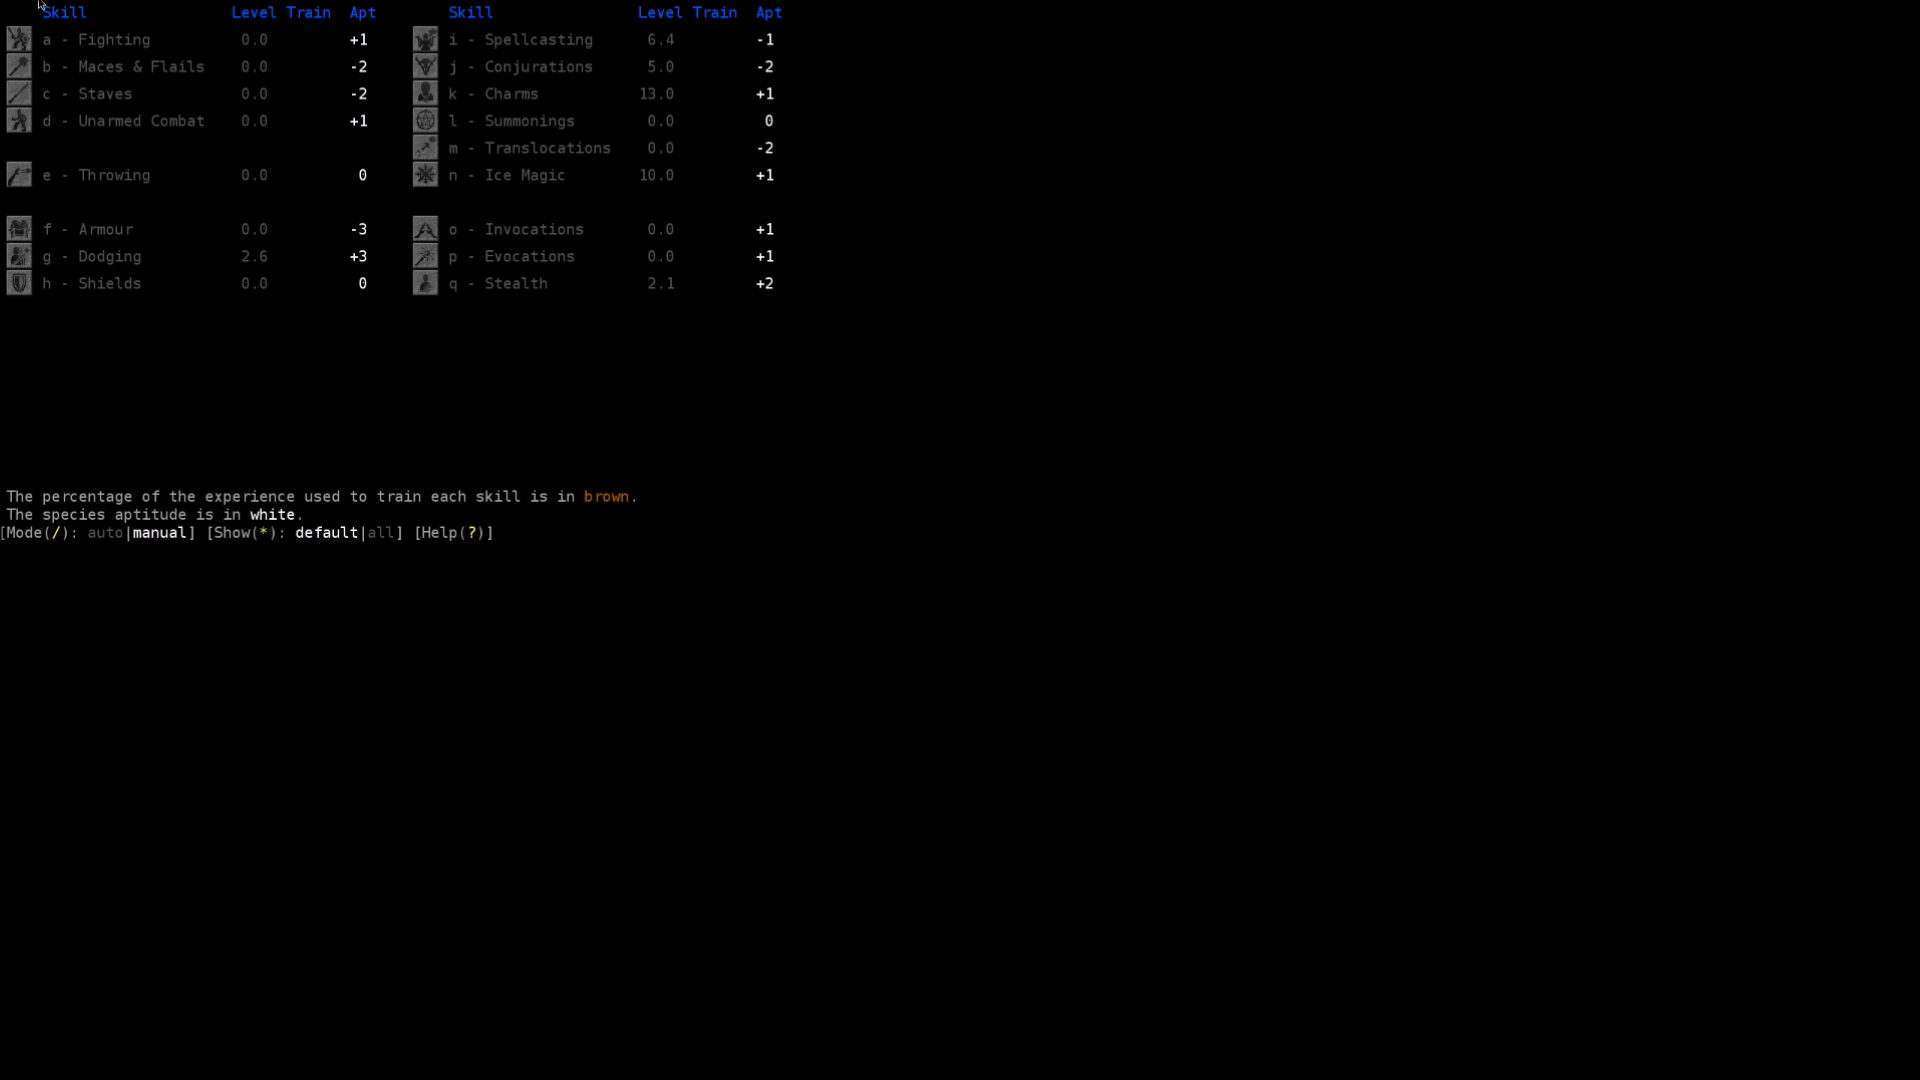 Skill Level Train Apt Skill Level Train Apt
a - Fighting 0.0 +1 i - Spellcasting 6.4 -1
b - Maces & Flails 0.0 -2 j - Conjurations 5.0 -2
c - Staves 0.0 -2 k - Charms 13.0 +1
d - Unarmed Combat 0.0 +1 l - Summonings 0.0 0
m - Translocations 0.0 -2
e - Throwing 0.0 0 n - Ice Magic 10.0 +1
f - Armour 0.0 -3 o - Invocations 0.0 +1
g - Dodging 2.6 +3 p - Evocations 0.0 +1
h - Shields 0.0 0 q - Stealth 2.1 +2
The percentage of the experience used to train each skill is in brown.
The species aptitude is in white.
[Mode(/): auto|manual] [Show(*): default|all] [Help(?)]